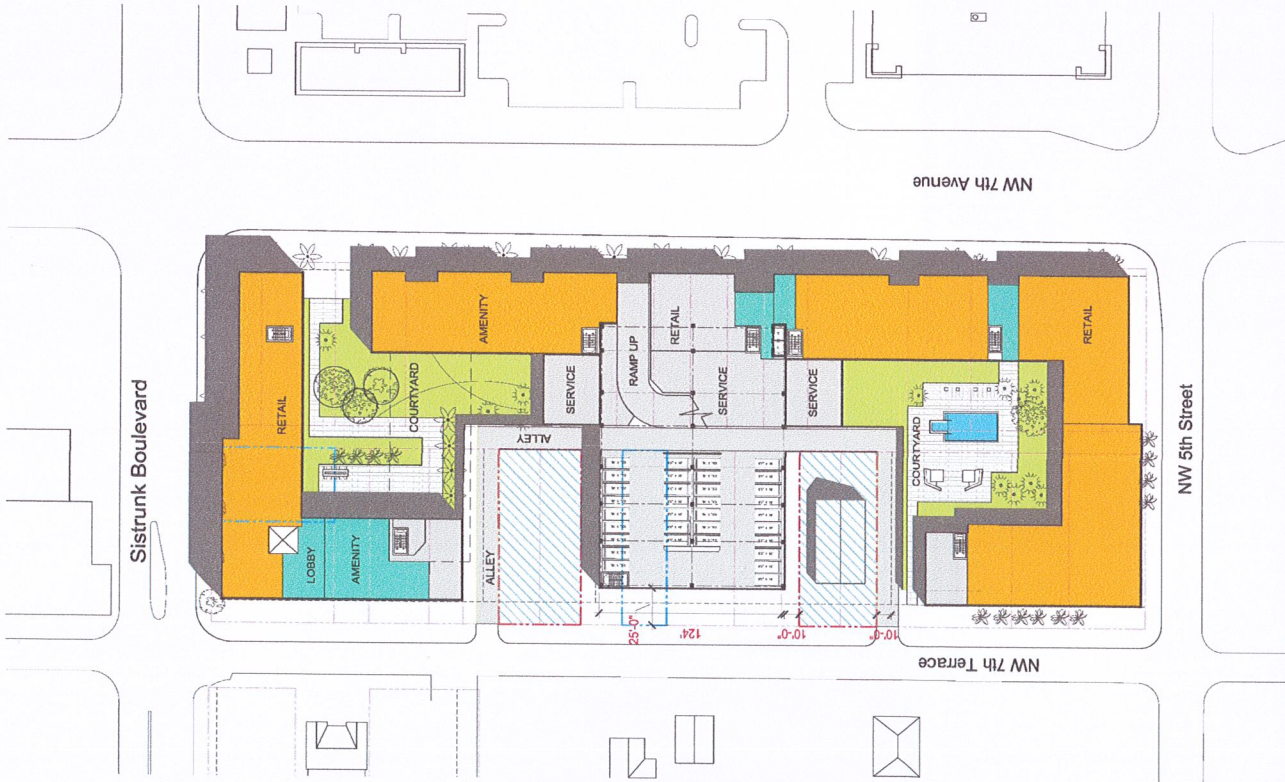 NW 7th Avenue
Sistrunk Boulevard
RETAIL
AMENITY
COURTYARD
LOBBY
AMENITY
ALLEY
ALLEY
SERVICE
RAMP UP
RETAIL
SERVICE
SERVICE
COURTYARD
RETAIL
NW 5th Street
25'-0"
124'
10'-0"
10'-0"
NW 7th Terrace